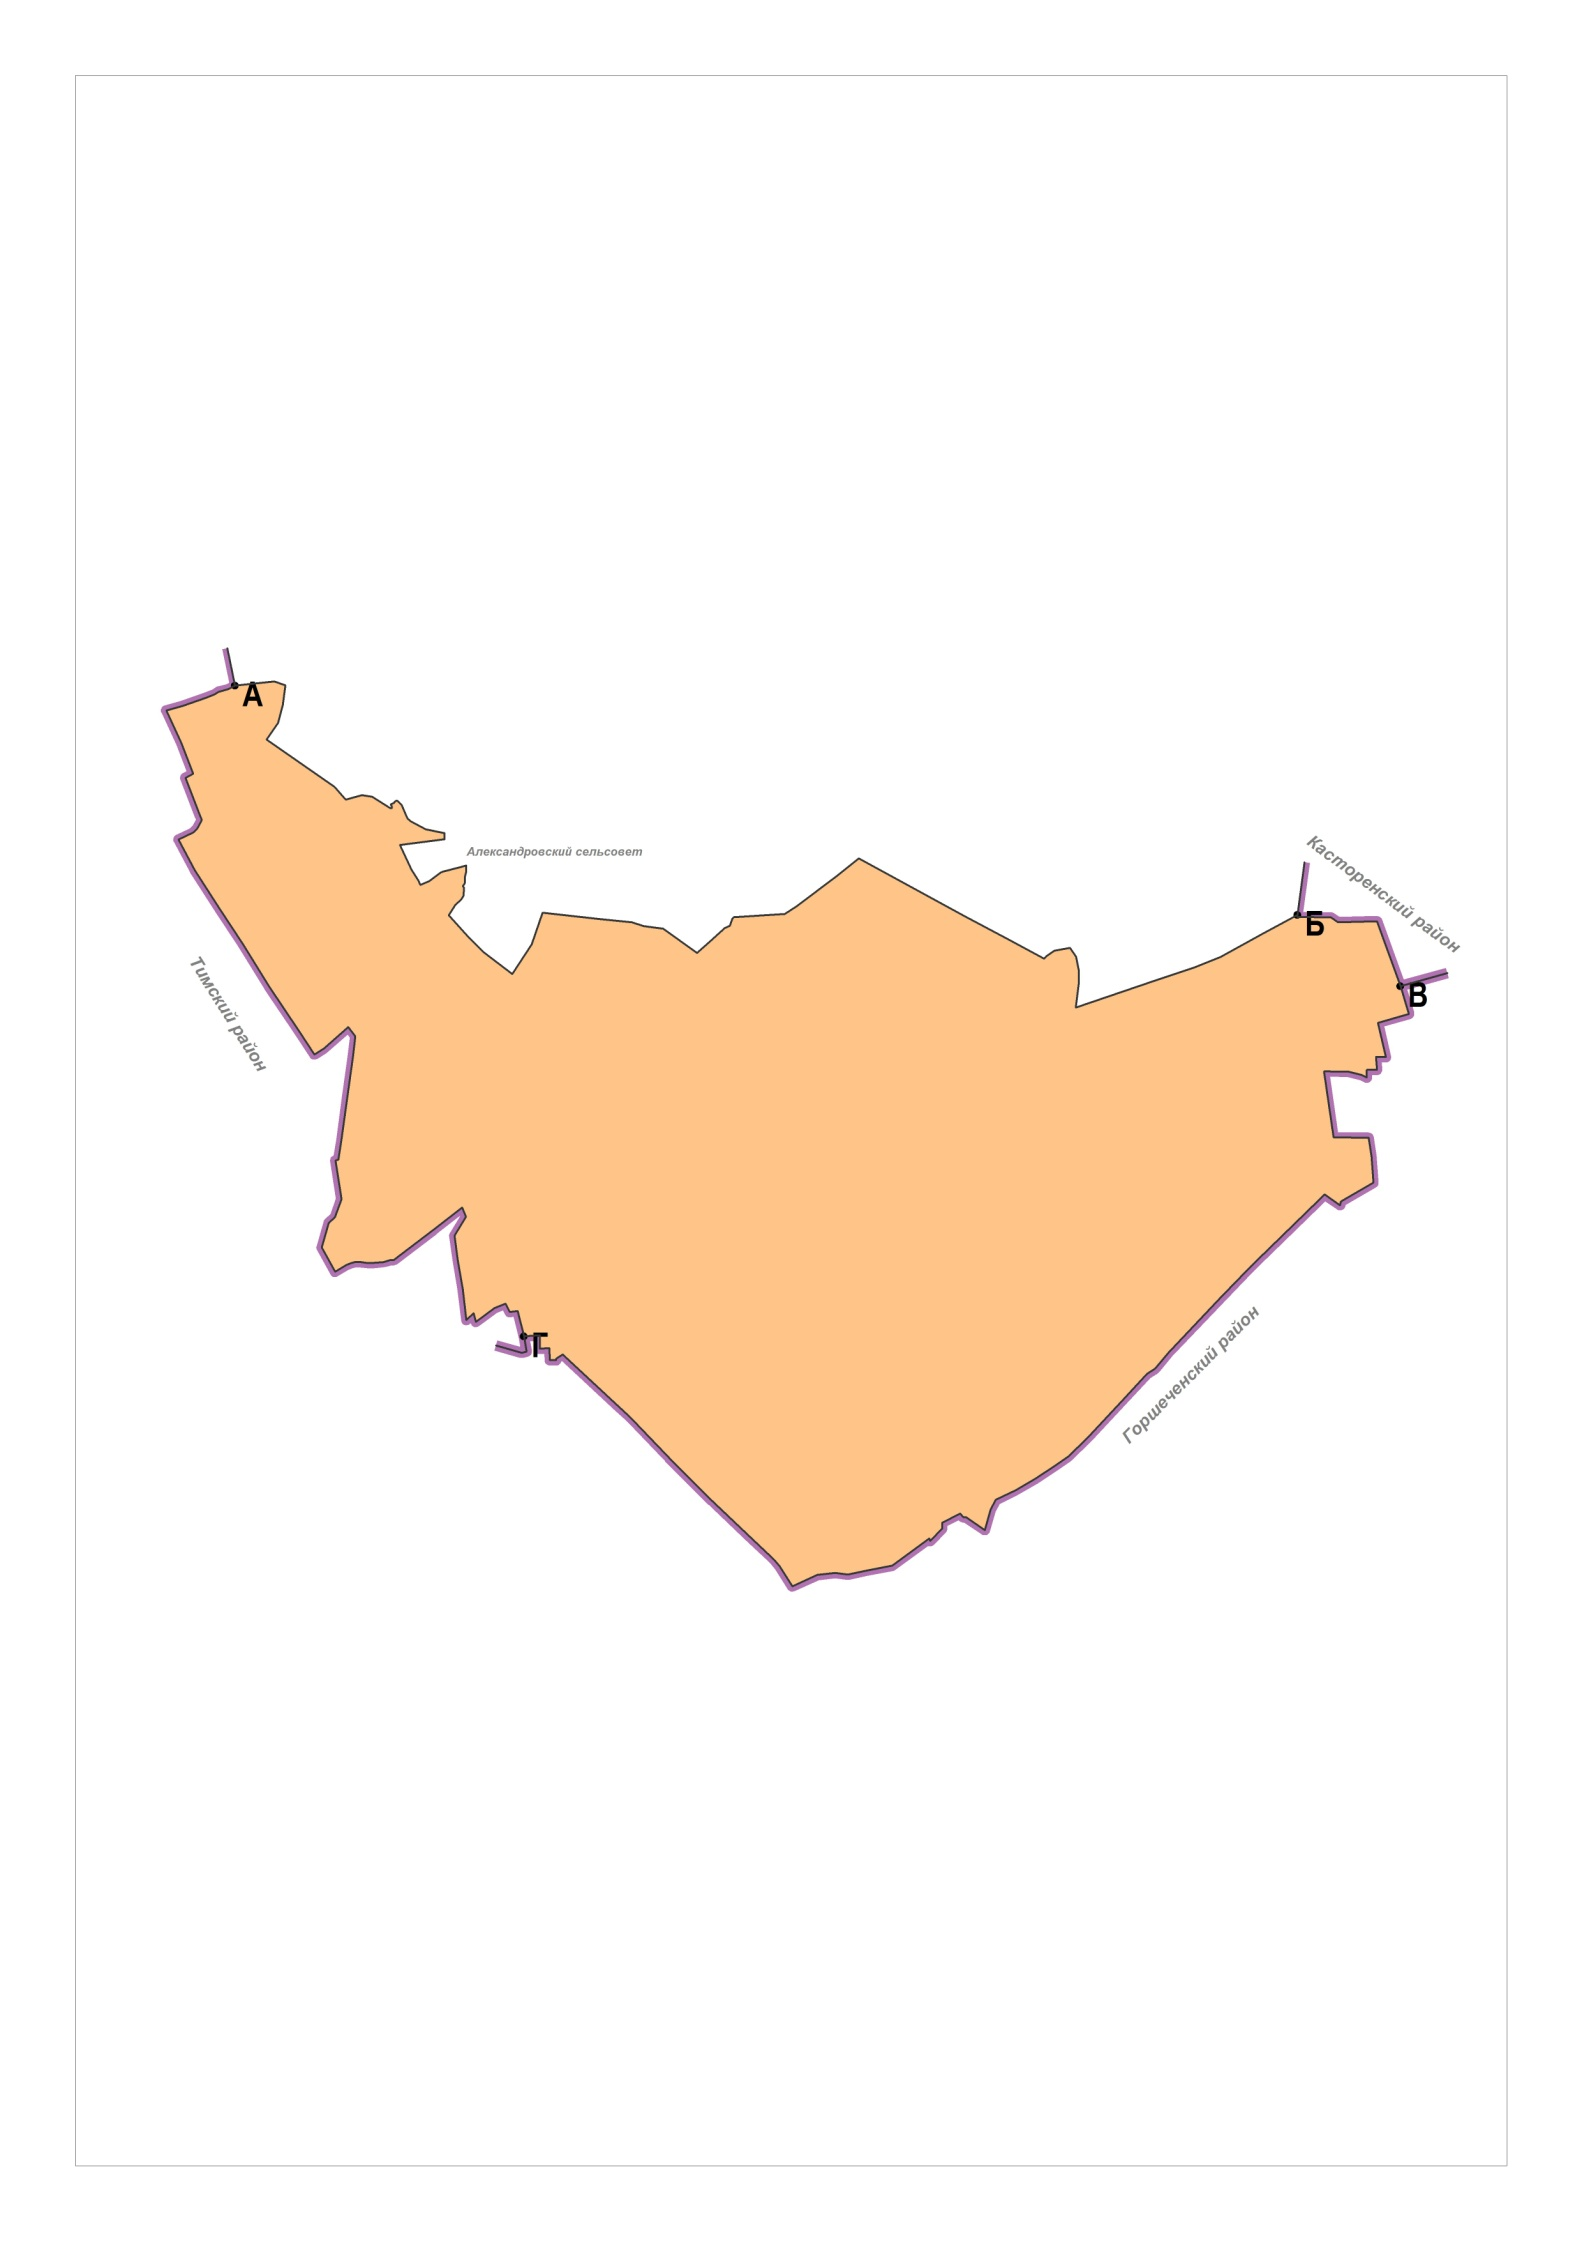 А
Александровский сельсовет
Касторенский район
Б
В
Тимский район
Горшеченский район
Г